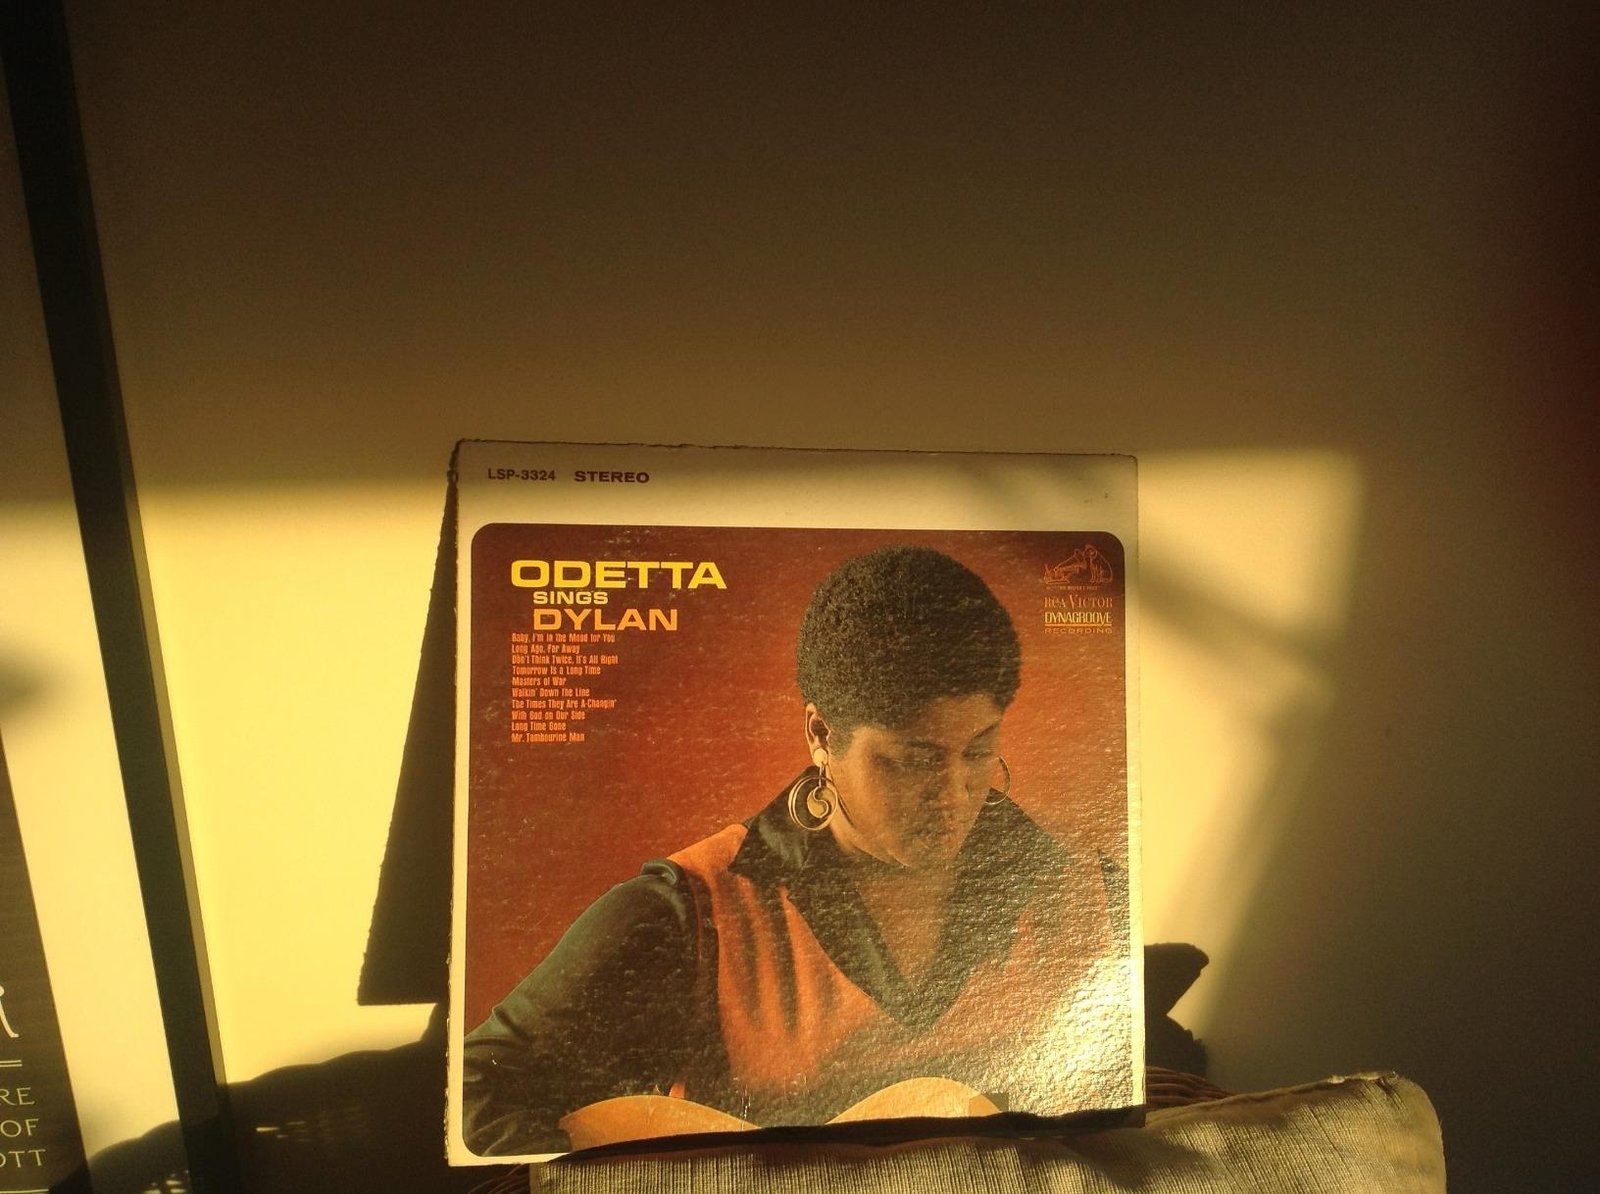 LSP-3324 STEREO
ODETTA
SINGS
DYLAN
Baby, I'm in the Mood for You
Long Ago, Far Away
Don't Think Twice, It's All Right
Tomorrow Is a Long Time
Masters of War
Walkin' Down the Line
The Times They Are A-Changin'
With God on Our Side
Long Time Gone
Mr. Tambourine Man
RCA VICTOR
DYNAGROOVE
RECORDING
RE
OF
OTT